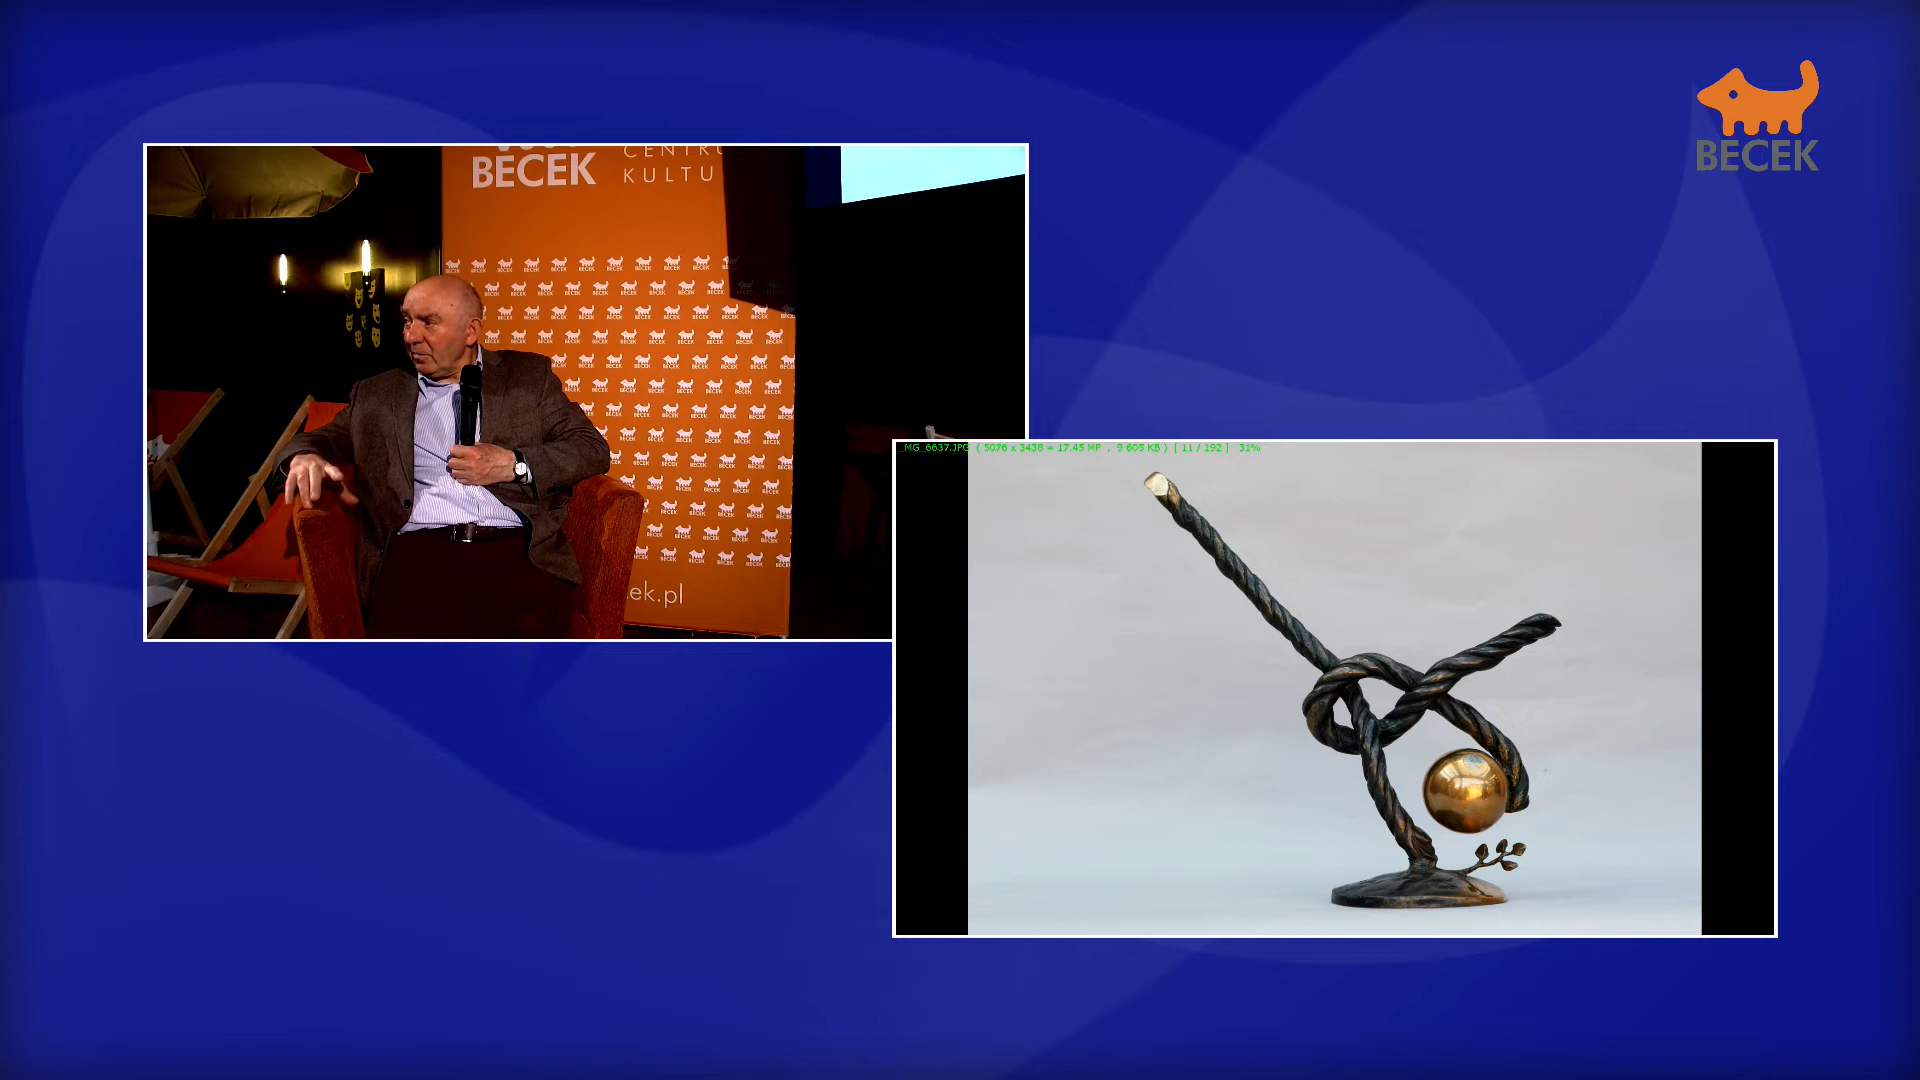 BECEK
CENTRU
KULTU
BECEK
ek.pl
_MG_6637.JPG ( 5076 x 3438 = 17.45 MP , 9 605 KB ) [ 11 / 192 ] 31%